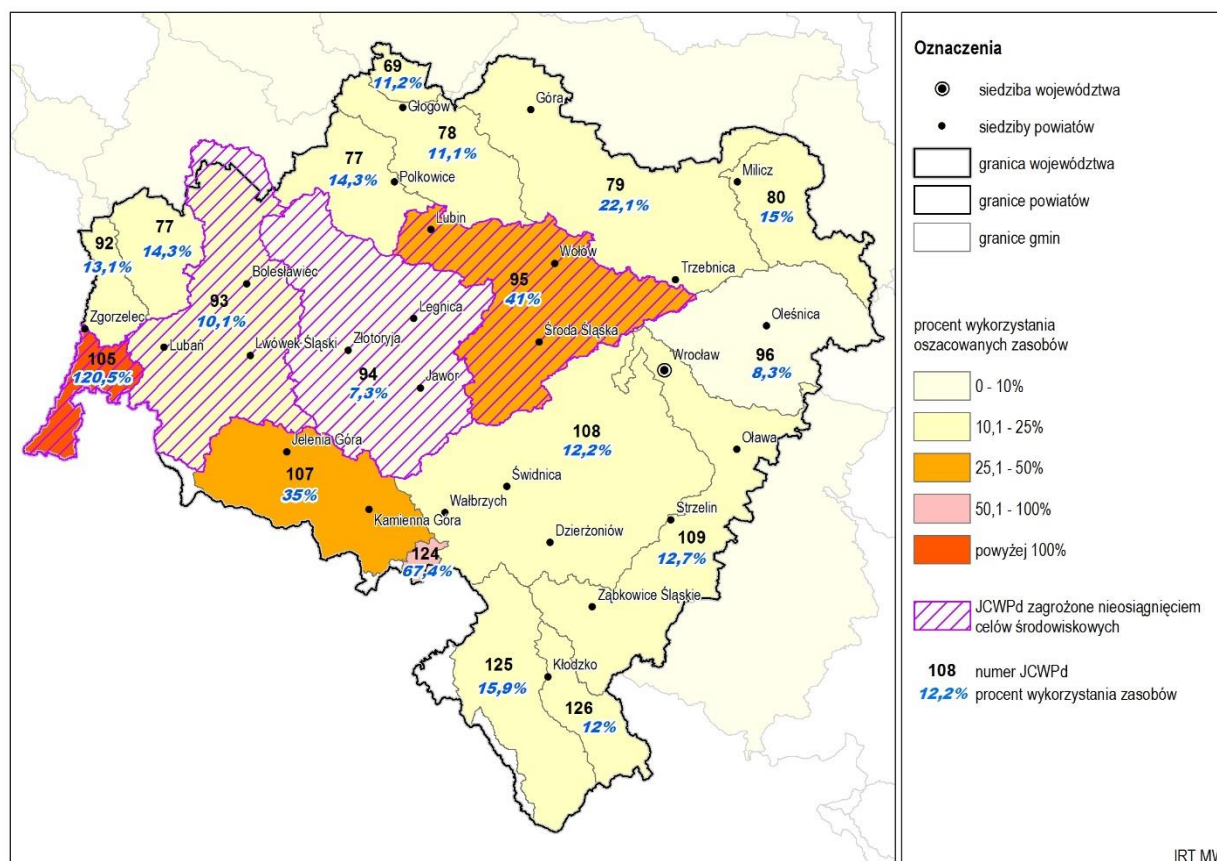 69
11,2%
Głogów
Góra
78
11,1%
77
14,3%
Polkowice
Milicz
79
22,1%
80
15%
Lubin
92
13,1%
77
14,3%
Wołów
Bolesławiec
95
41%
Trzebnica
93
10,1%
Legnica
Oleśnica
Zgorzelec
Lubań
Lwówek Śląski
Złotoryja
Środa Śląska
Wrocław
96
8,3%
105
120,5%
94
7,3%
Jawor
Jelenia Góra
108
12,2%
Oława
107
35%
Świdnica
Kamienna Góra
Wałbrzych
Strzelin
Dzierżoniów
109
12,7%
124
67,4%
Ząbkowice Śląskie
125
15,9%
Kłodzko
126
12%
Oznaczenia
siedziba województwa
siedziby powiatów
granica województwa
granice powiatów
granice gmin
procent wykorzystania
oszacowanych zasobów
0 - 10%
10,1 - 25%
25,1 - 50%
50,1 - 100%
powyżej 100%
JCWPd zagrożone nieosiągnięciem
celów środowiskowych
108 numer JCWPd
12,2% procent wykorzystania zasobów
IRT MW